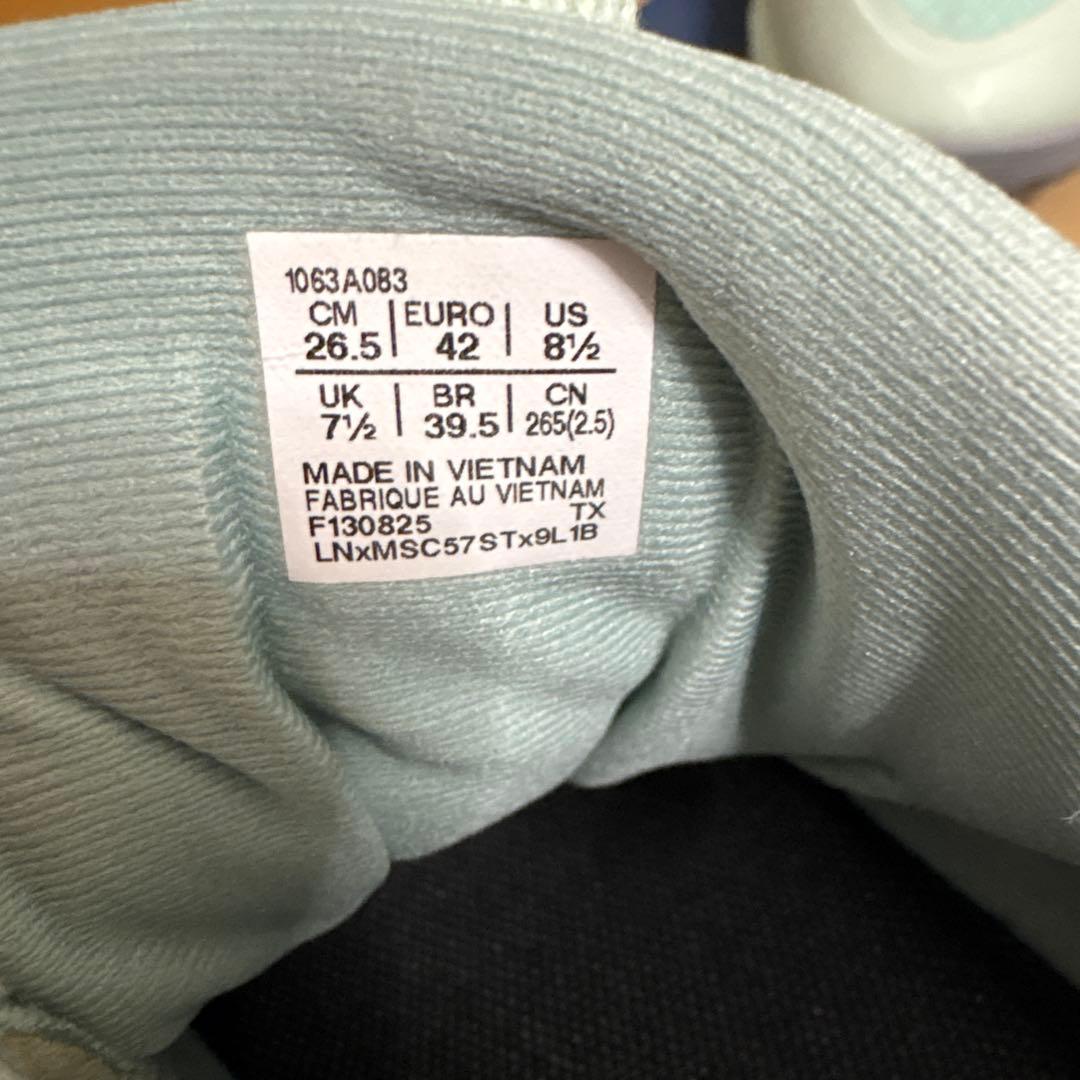 1063A083
CM | EURO | US
26.5 | 42 | 8½
UK | BR | CN
7½ | 39.5 | 265(2.5)
MADE IN VIETNAM
FABRIQUE AU VIETNAM
F130825 TX
LNxMSC57STx9L1B